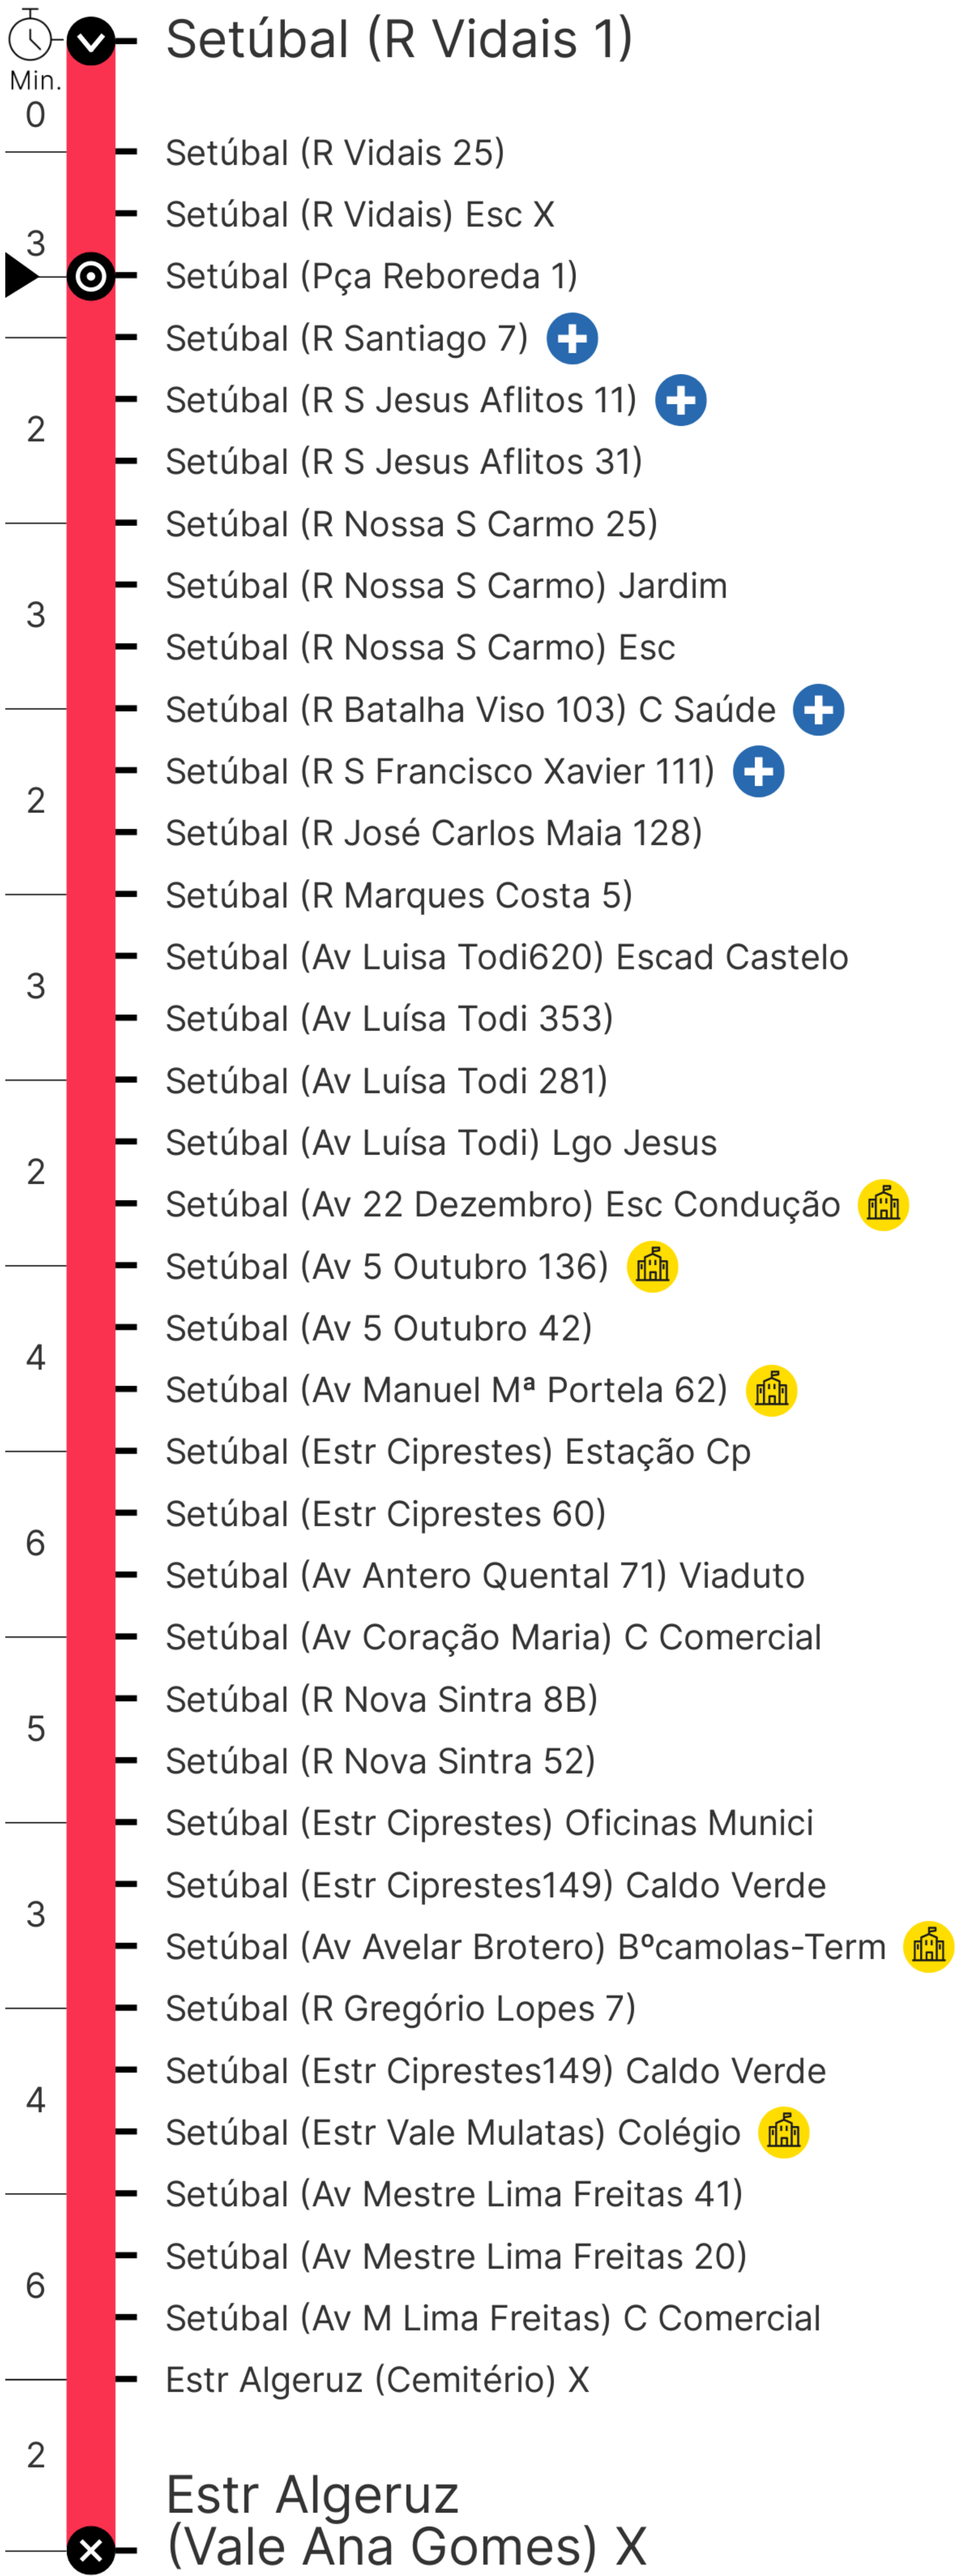 Setúbal (R Vidais 1)
Min.
0
Setúbal (R Vidais 25)
Setúbal (R Vidais) Esc X
3
Setúbal (Pça Reboreda 1)
Setúbal (R Santiago 7)
Setúbal (R S Jesus Aflitos 11)
2
Setúbal (R S Jesus Aflitos 31)
Setúbal (R Nossa S Carmo 25)
Setúbal (R Nossa S Carmo) Jardim
3
Setúbal (R Nossa S Carmo) Esc
Setúbal (R Batalha Viso 103) C Saúde
Setúbal (R S Francisco Xavier 111)
2
Setúbal (R José Carlos Maia 128)
Setúbal (R Marques Costa 5)
Setúbal (Av Luisa Todi620) Escad Castelo
3
Setúbal (Av Luísa Todi 353)
Setúbal (Av Luísa Todi 281)
Setúbal (Av Luísa Todi) Lgo Jesus
2
Setúbal (Av 22 Dezembro) Esc Condução
Setúbal (Av 5 Outubro 136)
Setúbal (Av 5 Outubro 42)
4
Setúbal (Av Manuel Mª Portela 62)
Setúbal (Estr Ciprestes) Estação Cp
Setúbal (Estr Ciprestes 60)
6
Setúbal (Av Antero Quental 71) Viaduto
Setúbal (Av Coração Maria) C Comercial
Setúbal (R Nova Sintra 8B)
5
Setúbal (R Nova Sintra 52)
Setúbal (Estr Ciprestes) Oficinas Munici
Setúbal (Estr Ciprestes149) Caldo Verde
3
Setúbal (Av Avelar Brotero) Bºcamolas-Term
Setúbal (R Gregório Lopes 7)
Setúbal (Estr Ciprestes149) Caldo Verde
4
Setúbal (Estr Vale Mulatas) Colégio
Setúbal (Av Mestre Lima Freitas 41)
Setúbal (Av Mestre Lima Freitas 20)
6
Setúbal (Av M Lima Freitas) C Comercial
Estr Algeruz (Cemitério) X
2
Estr Algeruz
(Vale Ana Gomes) X